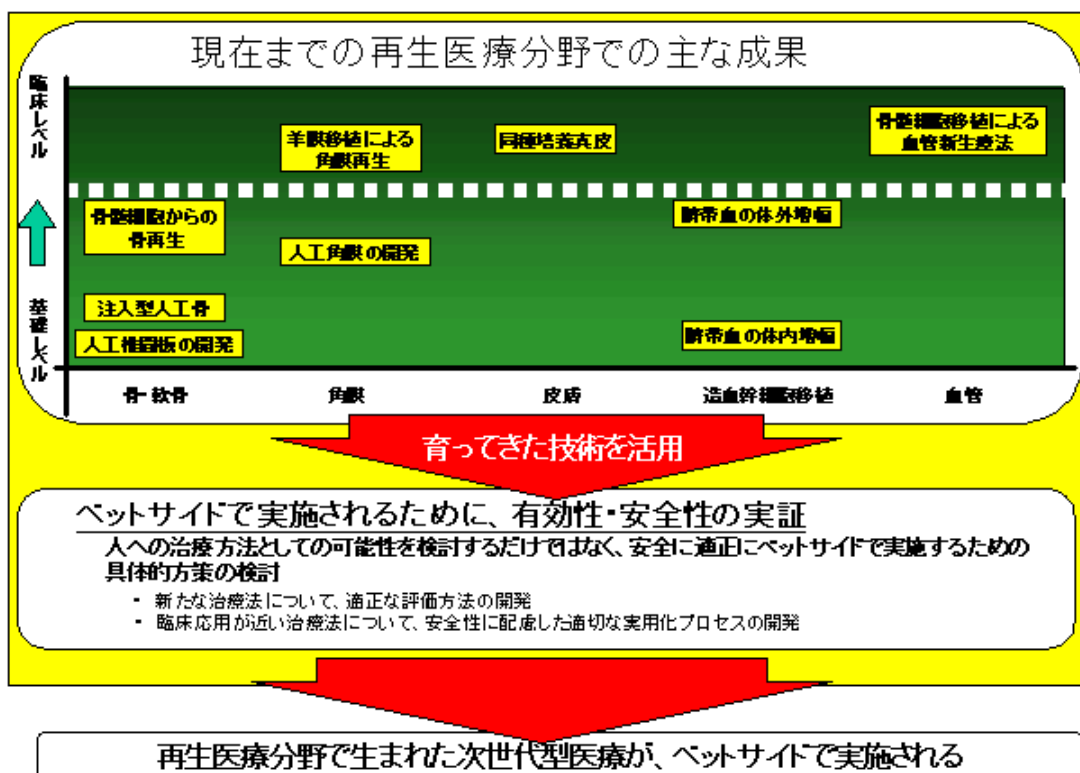 現在までの再生医療分野での主な成果
臨床レベル
羊膜移植による
角膜再生
同種培養真皮
骨髄細胞移植による
血管新生療法
骨髄細胞からの
骨再生
臍帯血の体外増幅
人工角膜の開発
注入型人工骨
人工椎間板の開発
臍帯血の体内増幅
基礎レベル
骨・軟骨
角膜
皮膚
造血幹細胞移植
血管
育ってきた技術を活用
ベットサイドで実施されるために、有効性・安全性の実証
人への治療方法としての可能性を検討するだけではなく、安全に適正にベットサイドで実施するための
具体的方策の検討
・ 新たな治療法について、適正な評価方法の開発
・ 臨床応用が近い治療法について、安全性に配慮した適切な実用化プロセスの開発
再生医療分野で生まれた次世代型医療が、ベットサイドで実施される